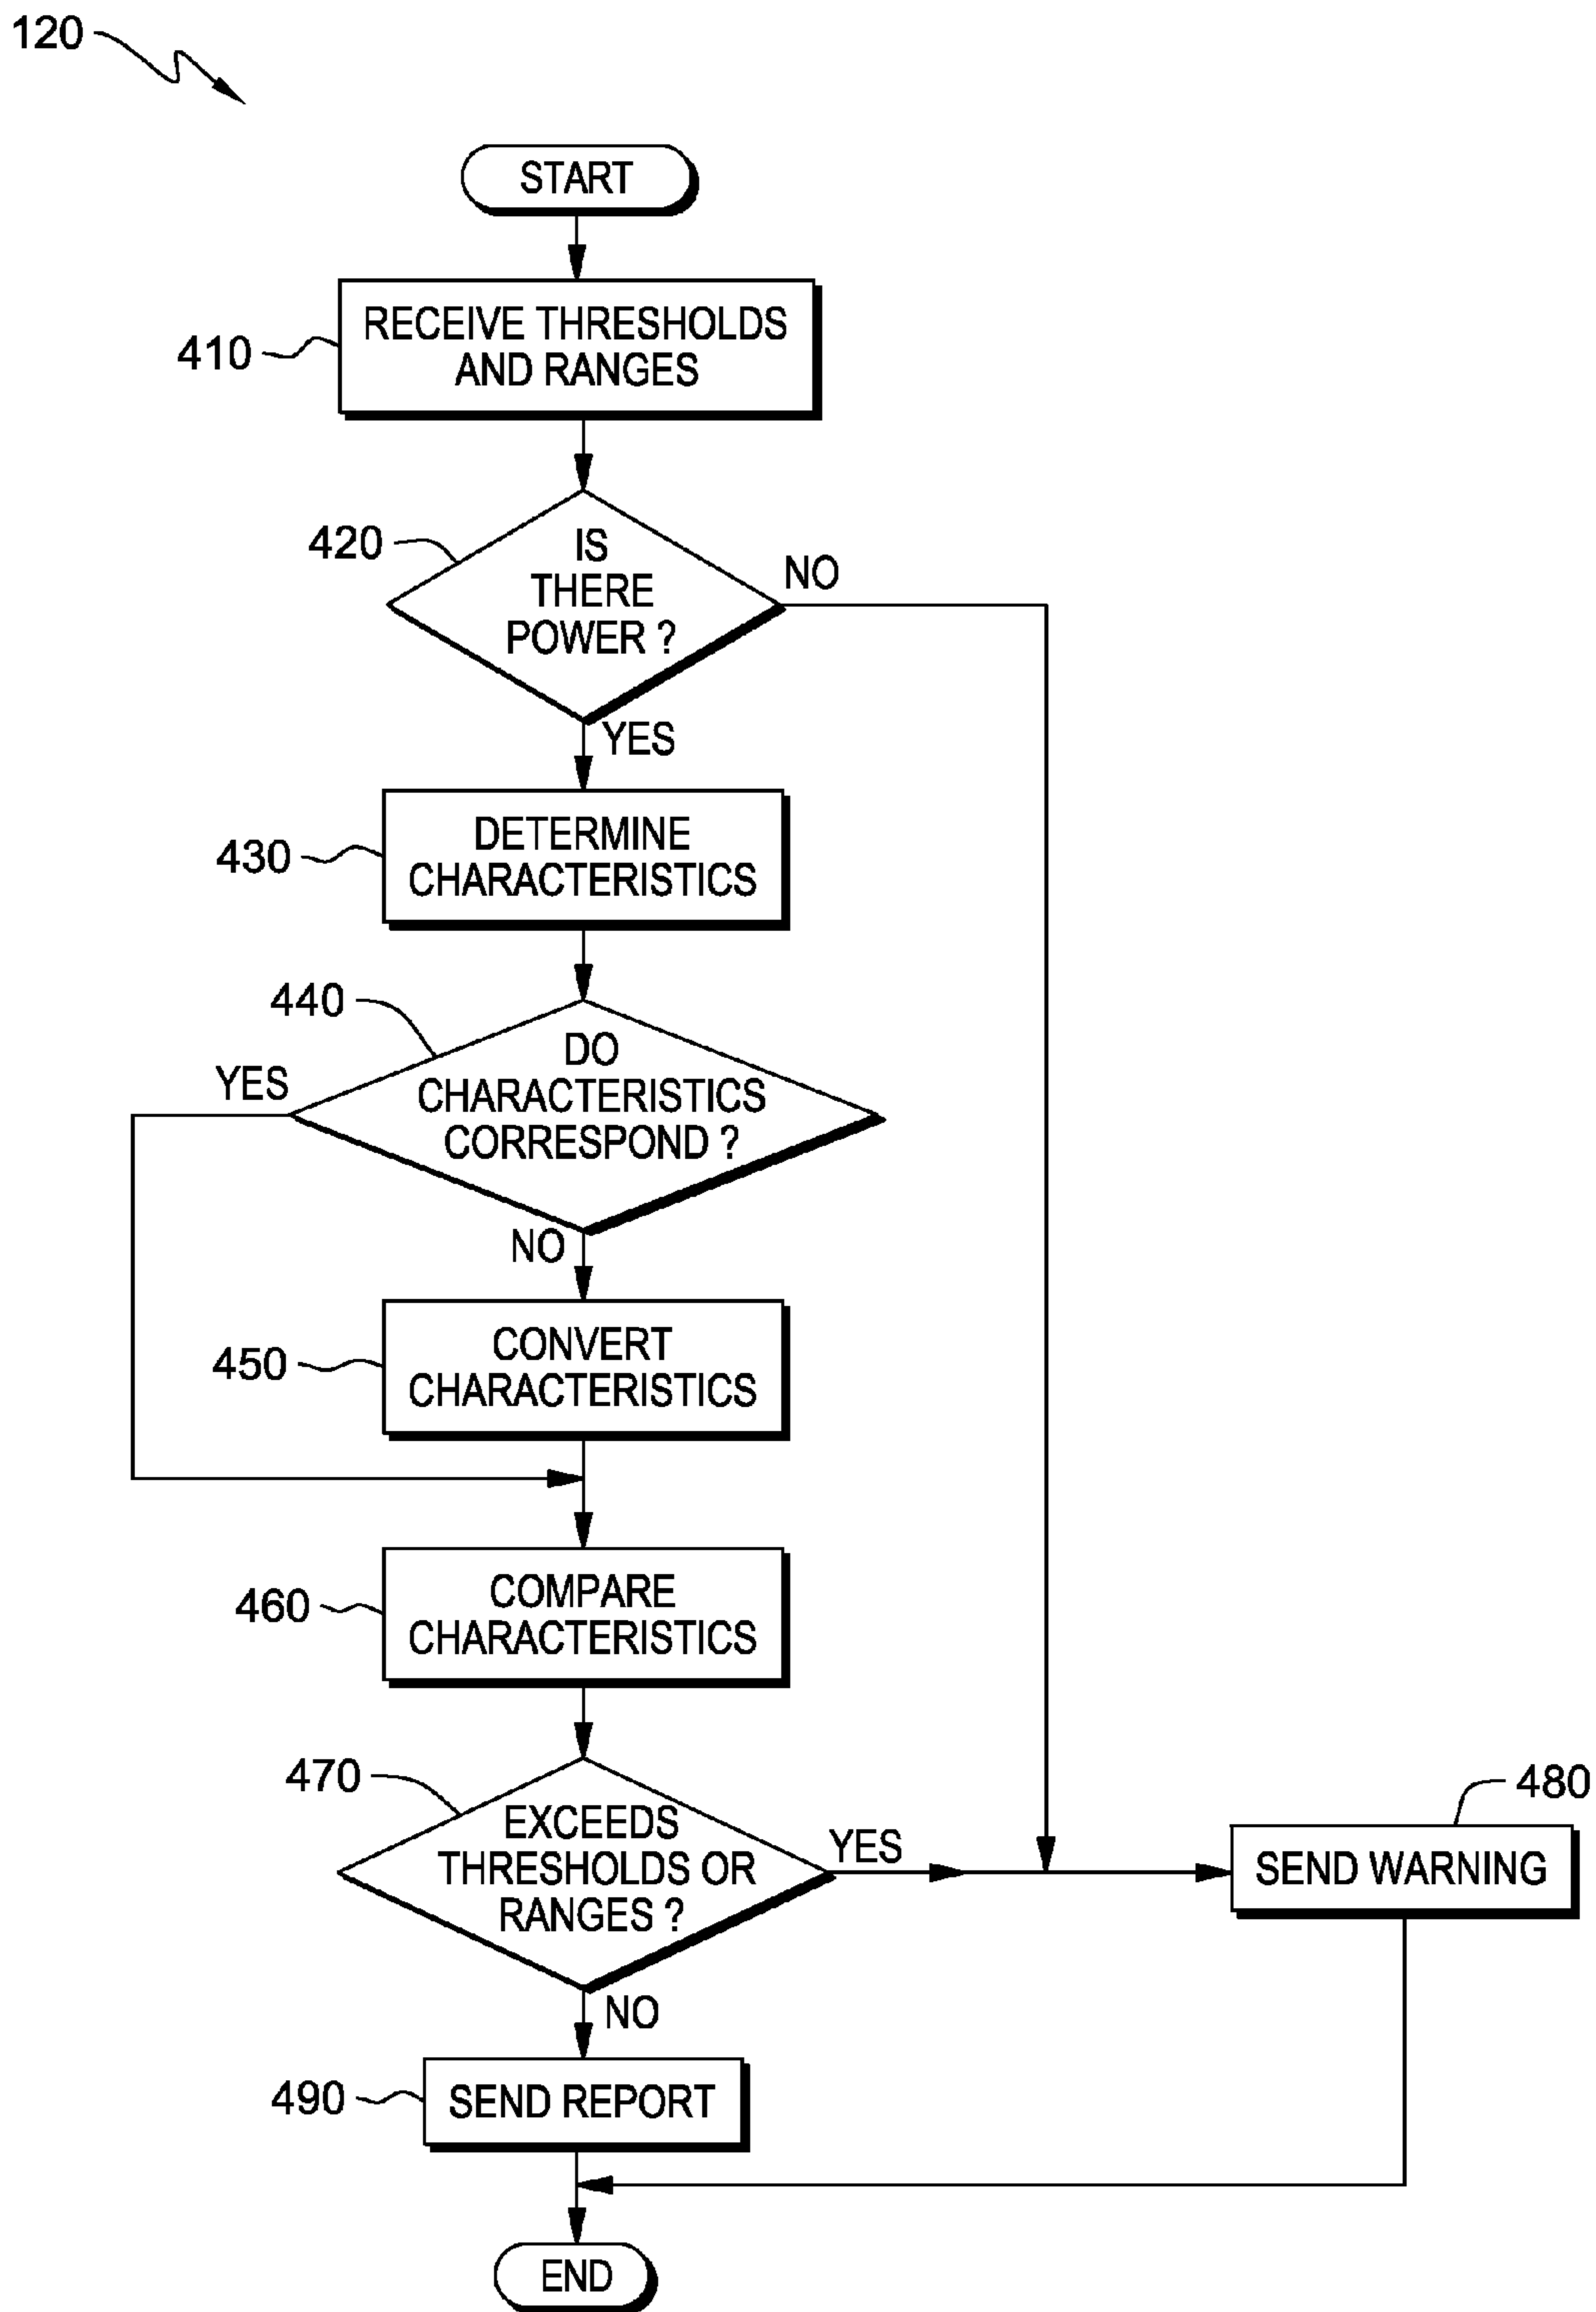 120
START
410
RECEIVE THRESHOLDS
AND RANGES
420
IS
THERE
POWER ?
NO
YES
430
DETERMINE
CHARACTERISTICS
440
DO
CHARACTERISTICS
CORRESPOND ?
YES
NO
450
CONVERT
CHARACTERISTICS
460
COMPARE
CHARACTERISTICS
470
EXCEEDS
THRESHOLDS OR
RANGES ?
YES
480
SEND WARNING
NO
490
SEND REPORT
END